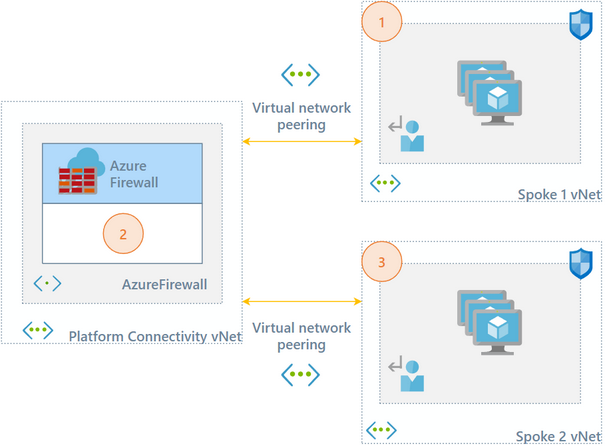 1
Virtual network
peering
Spoke 1 vNet
Azure
Firewall
2
AzureFirewall
Platform Connectivity vNet
3
Virtual network
peering
Spoke 2 vNet